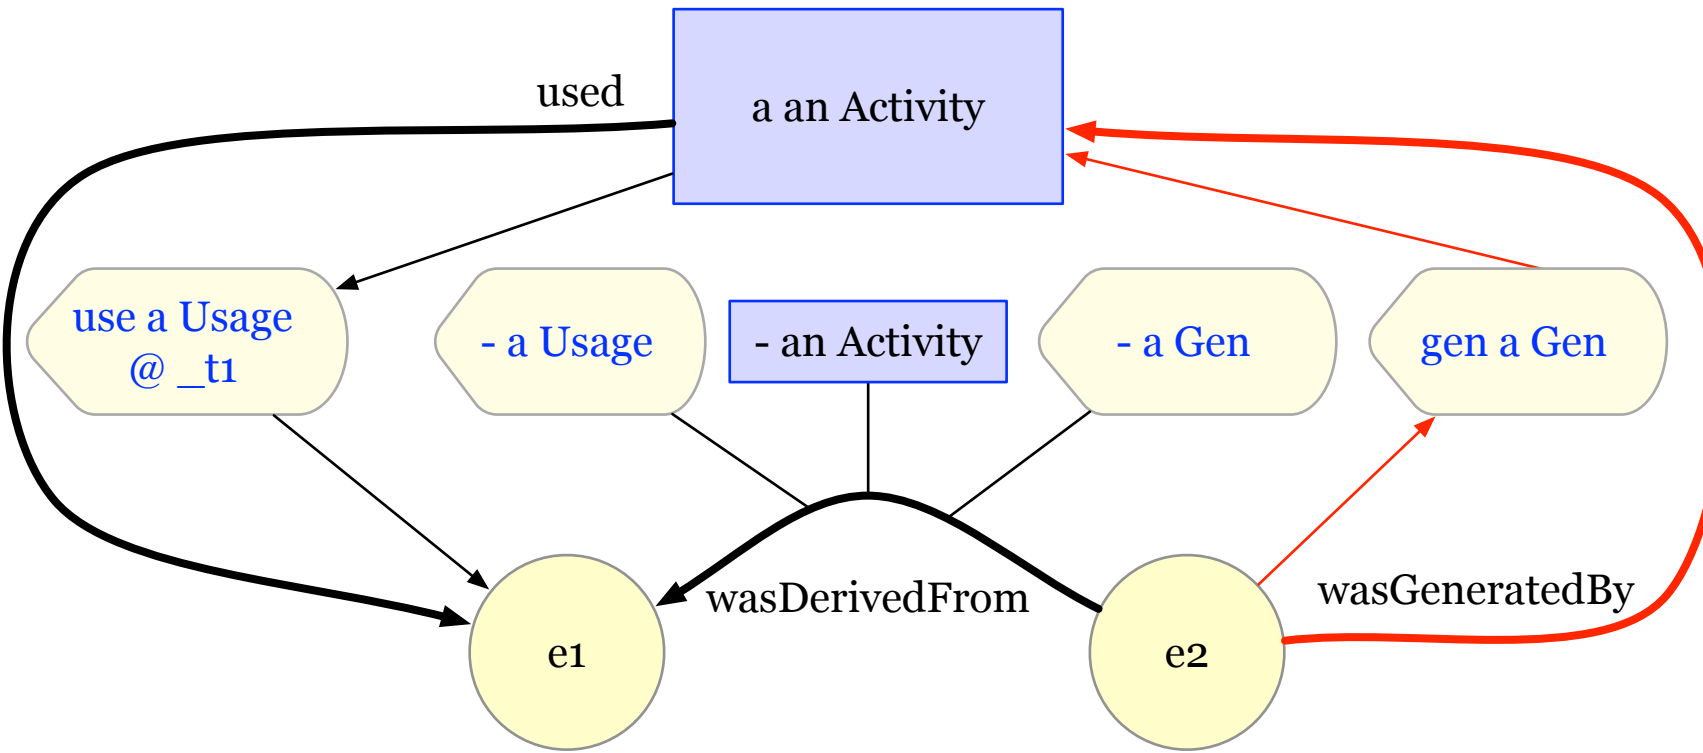 used
a an Activity
use a Usage
@ _t1
- a Usage
- an Activity
- a Gen
gen a Gen
wasDerivedFrom
wasGeneratedBy
e1
e2